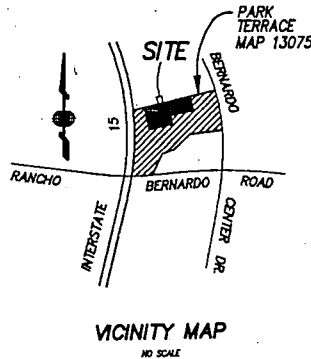 PARK
TERRACE
MAP 13075
SITE
BERNARDO
15
RANCHO
BERNARDO
ROAD
INTERSTATE
CENTER DR.
VICINITY MAP
NO SCALE